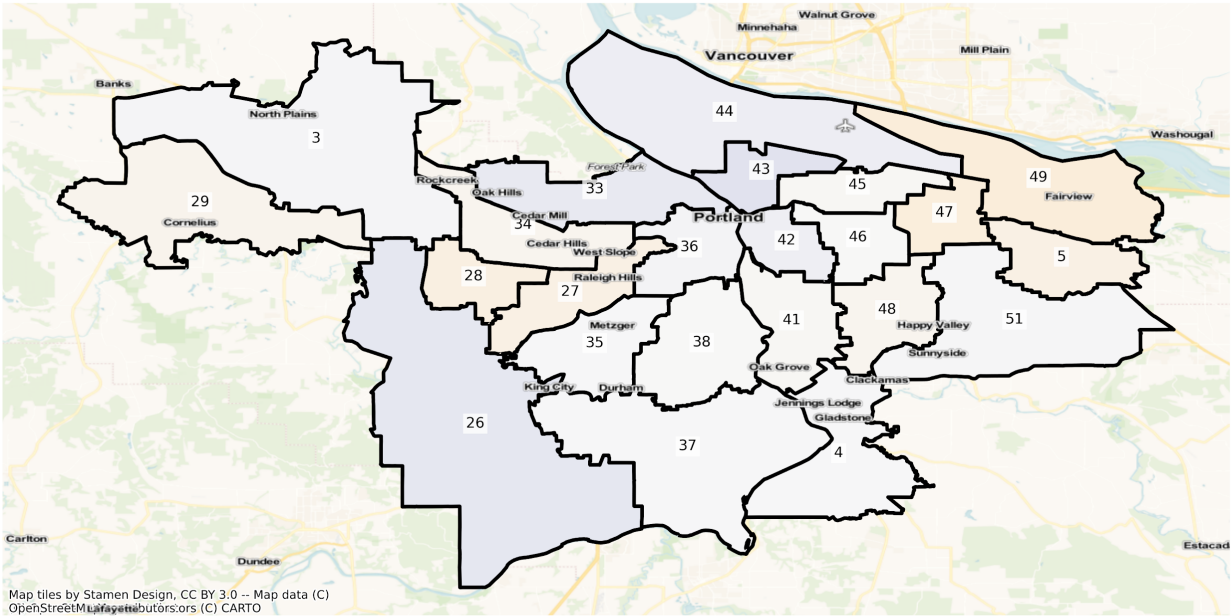 Walnut Grove
Minnehaha
Vancouver
Mill Plain
Banks
North Plains
44
Washougal
3
Forest Park
43
49
Rockcreek
Oak Hills
33
45
Fairview
29
Cornelius
Cedar Mill
34
Portland
47
Cedar Hills
West Slope
36
42
46
5
28
Raleigh Hills
27
48
51
Metzger
35
38
41
Happy Valley
Sunnyside
Oak Grove
King City
Durham
Clackamas
Jennings Lodge
Gladstone
26
37
4
Carlton
Dundee
Estacad
Map tiles by Stamen Design, CC BY 3.0 -- Map data (C)
Lafayette
(C) CARTO